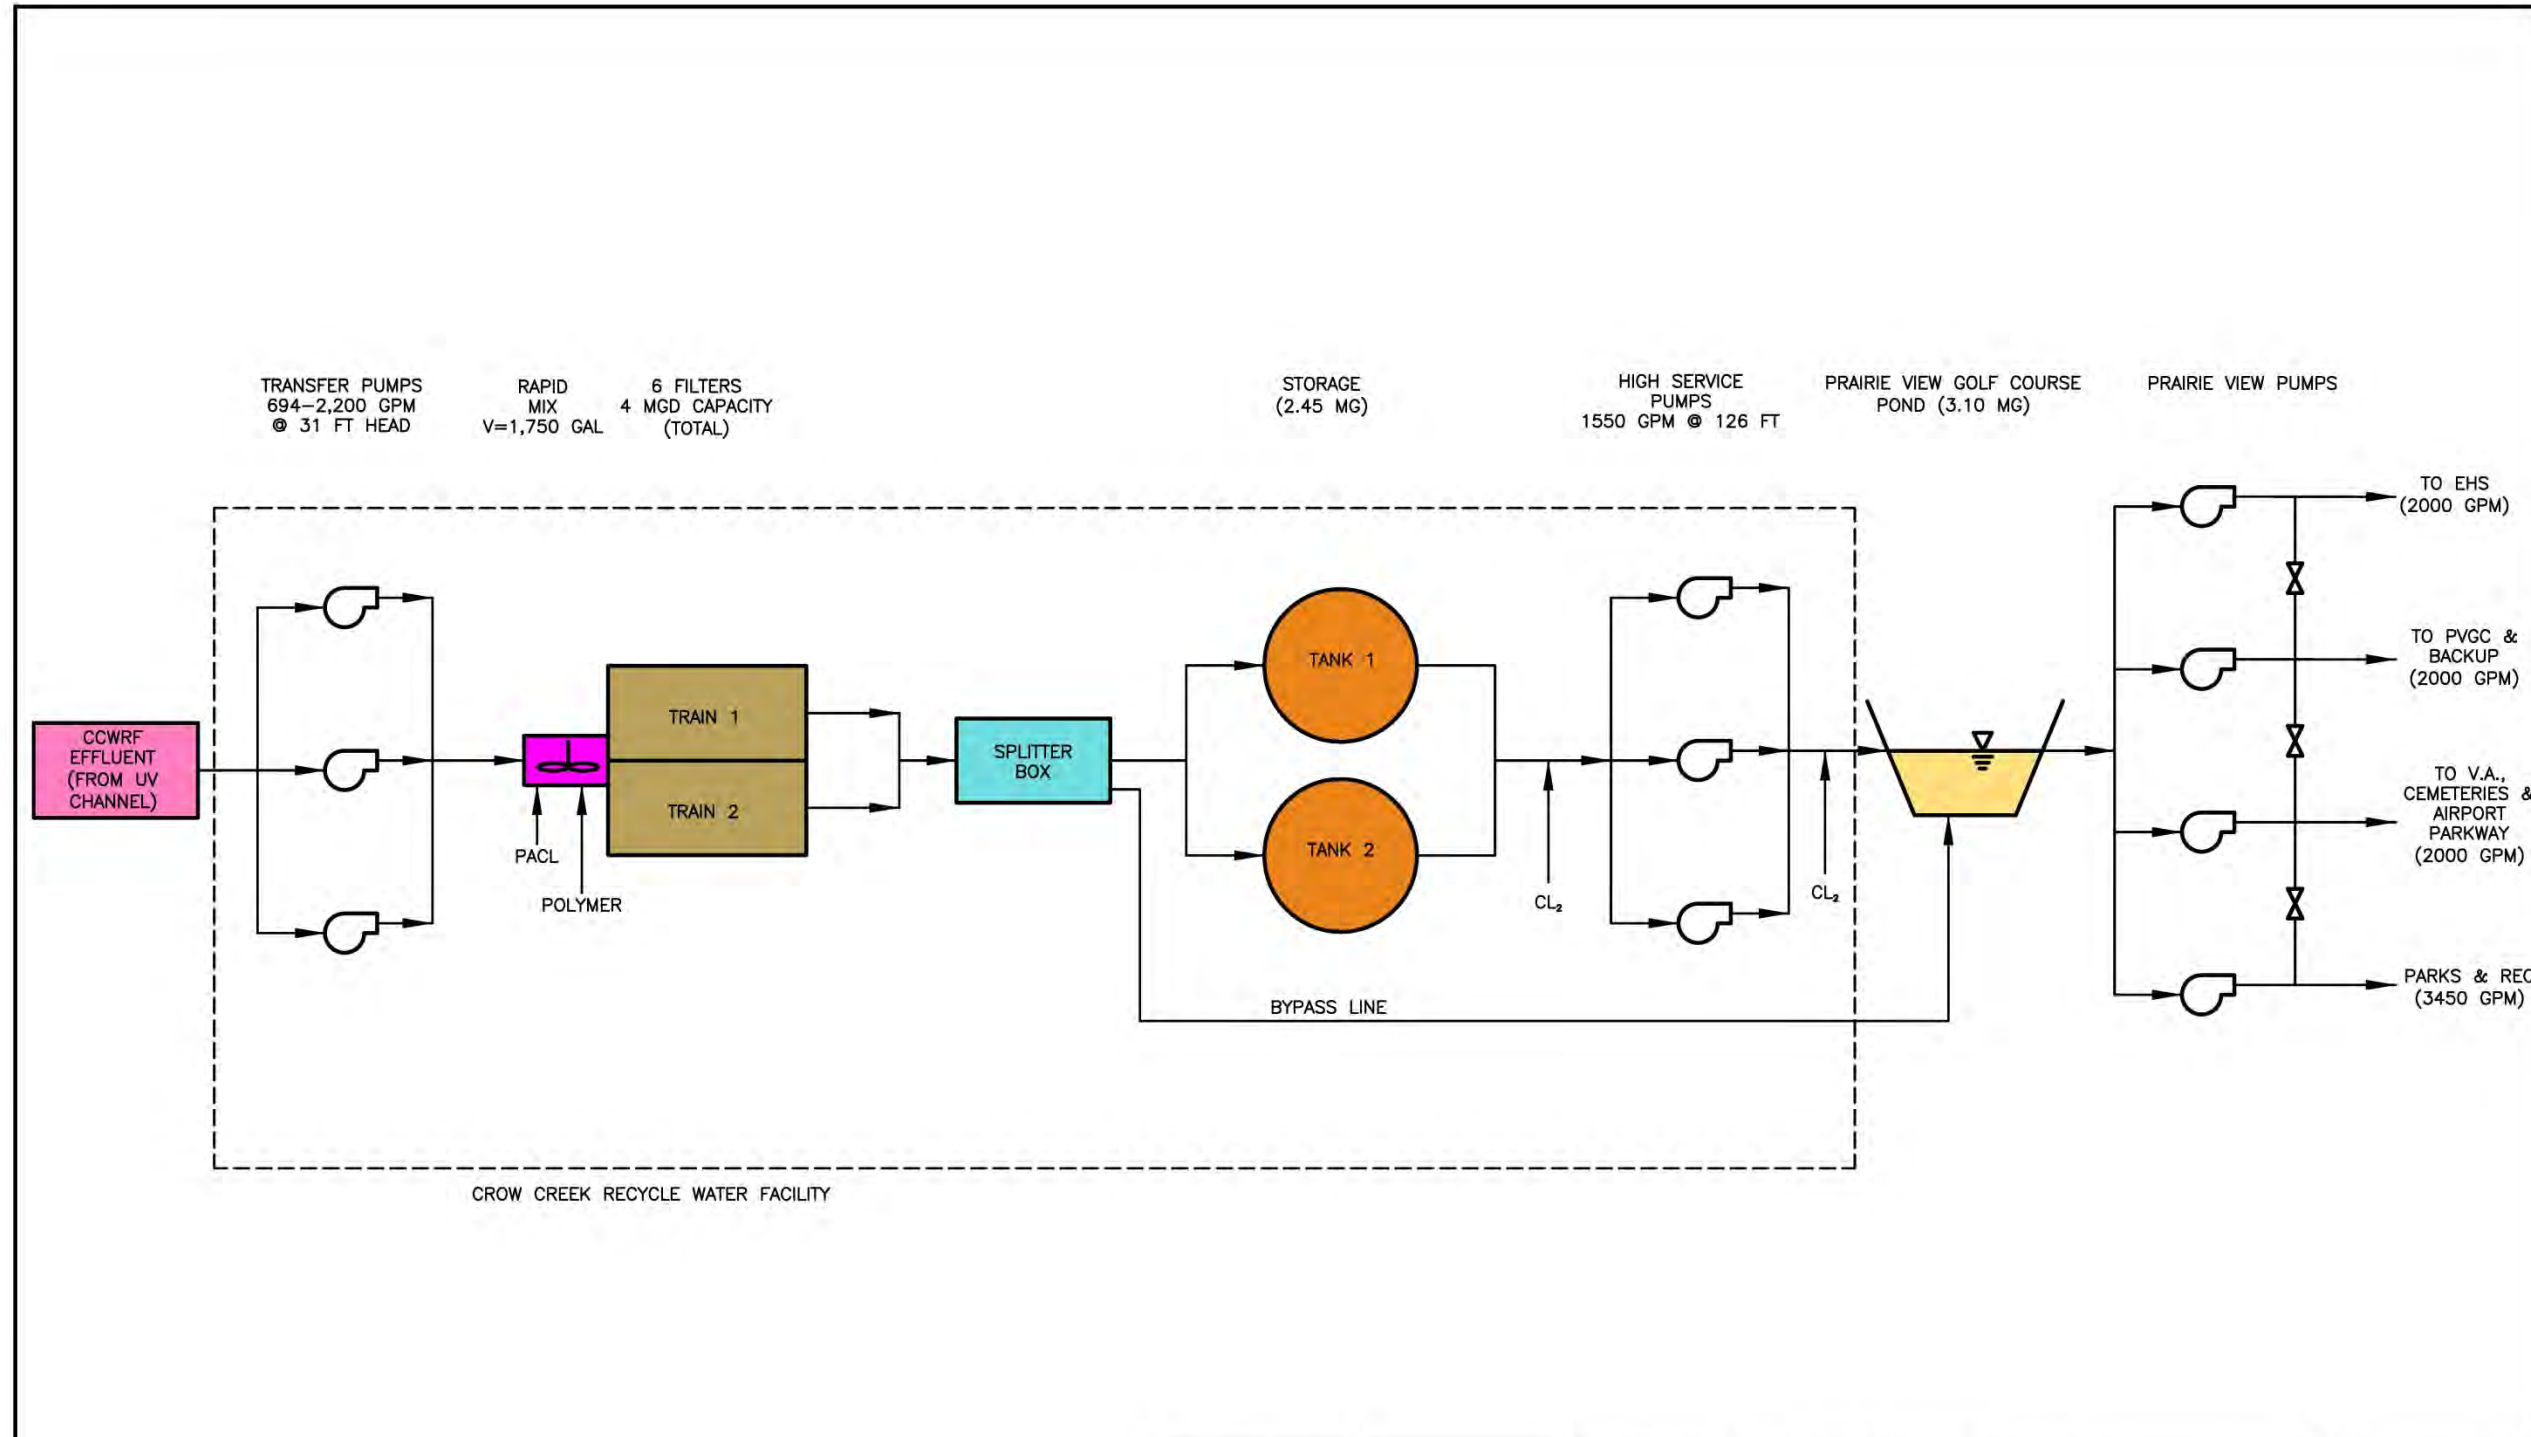 TRANSFER PUMPS
694-2,200 GPM
@ 31 FT HEAD
RAPID
MIX
V=1,750 GAL
6 FILTERS
4 MGD CAPACITY
(TOTAL)
STORAGE
(2.45 MG)
HIGH SERVICE
PUMPS
1550 GPM @ 126 FT
PRAIRIE VIEW GOLF COURSE
POND (3.10 MG)
PRAIRIE VIEW PUMPS
CCWRF
EFFLUENT
(FROM UV
CHANNEL)
PACL
POLYMER
TRAIN 1
TRAIN 2
SPLITTER
BOX
TANK 1
TANK 2
BYPASS LINE
CL₂
CL₂
TO EHS
(2000 GPM)
TO PVGC &
BACKUP
(2000 GPM)
TO V.A.,
CEMETERIES &
AIRPORT
PARKWAY
(2000 GPM)
PARKS & REC
(3450 GPM)
CROW CREEK RECYCLE WATER FACILITY